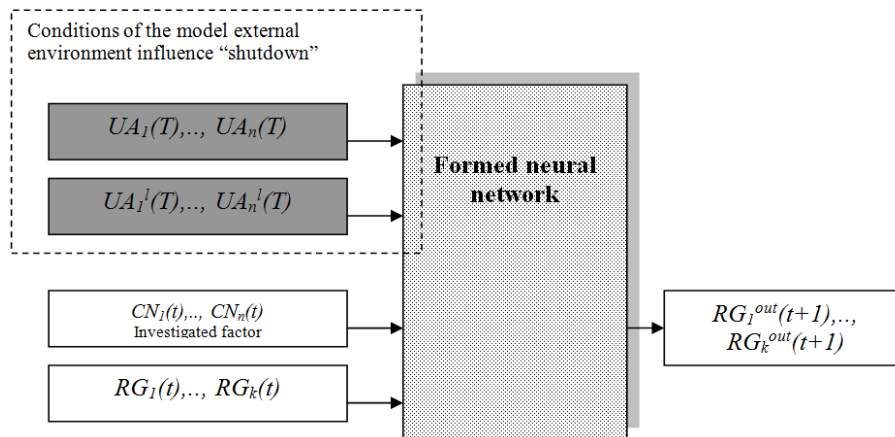 Conditions of the model external
environment influence “shutdown”
UA₁(T),.., UAₙ(T)
UA₁ˡ(T),.., UAₙˡ(T)
Formed neural
network
CN₁(t),.., CNₙ(t)
Investigated factor
RG₁(t),.., RGₖ(t)
RG₁ᵒᵘᵗ(t+1),..,
RGₖᵒᵘᵗ(t+1)